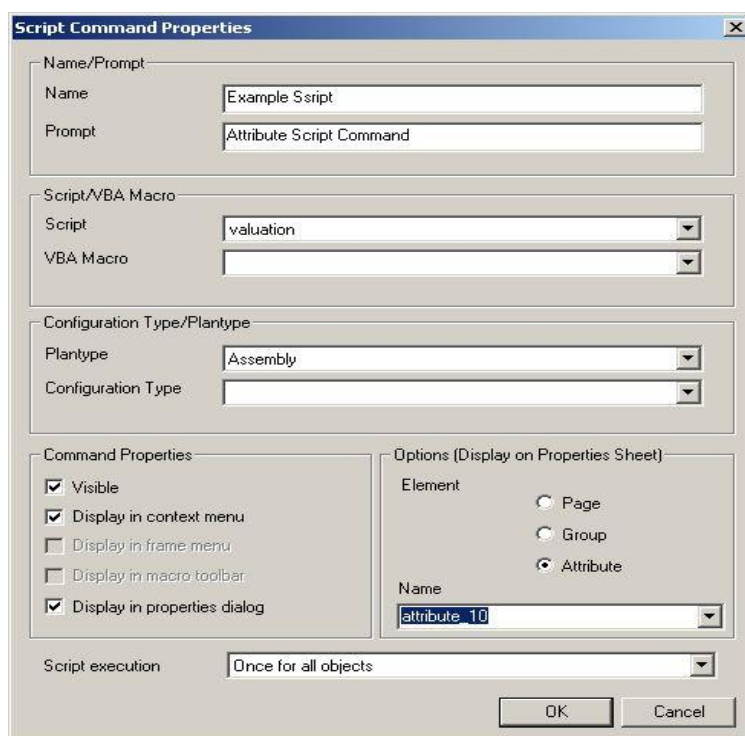 Script Command Properties
Name/Prompt
Name
Example Ssript
Prompt
Attribute Script Command
Script/VBA Macro
Script
valuation
VBA Macro
Configuration Type/Plantype
Plantype
Assembly
Configuration Type
Command Properties
Visible
Display in context menu
Display in frame menu
Display in macro toolbar
Display in properties dialog
Options (Display on Properties Sheet)
Element
Page
Group
Attribute
Name
attribute_10
Script execution
Once for all objects
OK
Cancel